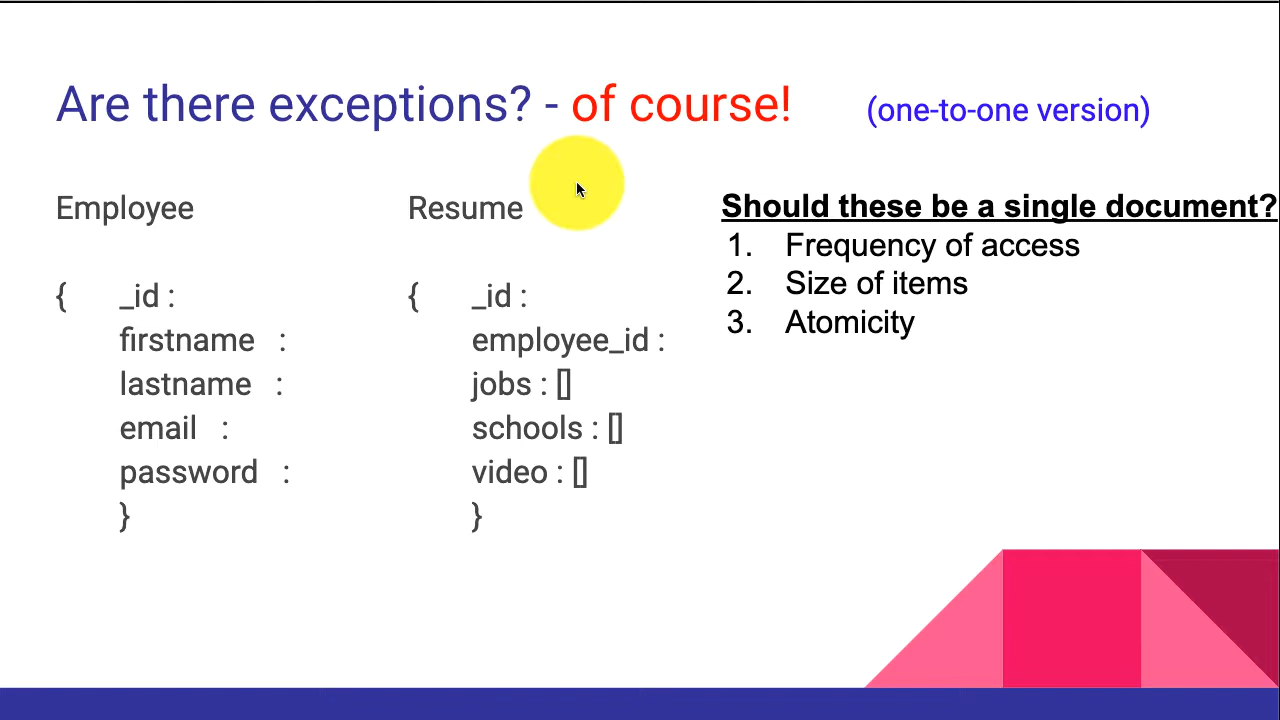 Are there exceptions? - of course! (one-to-one version)
Employee
{ _id :
firstname :
lastname :
email :
password :
}
Resume
{ _id :
employee_id :
jobs : []
schools : []
video : []
}
Should these be a single document?
1. Frequency of access
2. Size of items
3. Atomicity